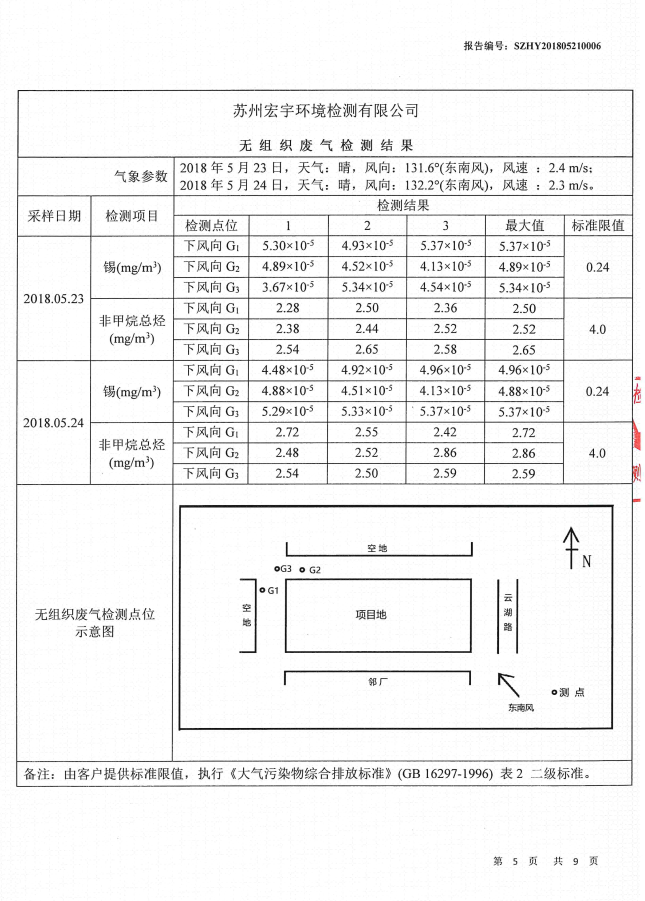 报告编号：SZHY201805210006
苏州宏宇环境检测有限公司
无组织废气检测结果
气象参数 2018年5月23日，天气：晴，风向：131.6°(东南风)，风速：2.4 m/s;
2018年5月24日，天气：晴，风向：132.2°(东南风)，风速：2.3 m/s。
采样日期 检测项目 检测结果
检测点位 1 2 3 最大值 标准限值
2018.05.23 锡(mg/m³) 下风向 G₁ 5.30×10⁻⁵ 4.93×10⁻⁵ 5.37×10⁻⁵ 5.37×10⁻⁵ 0.24
下风向 G₂ 4.89×10⁻⁵ 4.52×10⁻⁵ 4.13×10⁻⁵ 4.89×10⁻⁵
下风向 G₃ 3.67×10⁻⁵ 5.34×10⁻⁵ 4.54×10⁻⁵ 5.34×10⁻⁵
非甲烷总烃(mg/m³) 下风向 G₁ 2.28 2.50 2.36 2.50 4.0
下风向 G₂ 2.38 2.44 2.52 2.52
下风向 G₃ 2.54 2.65 2.58 2.65
2018.05.24 锡(mg/m³) 下风向 G₁ 4.48×10⁻⁵ 4.92×10⁻⁵ 4.96×10⁻⁵ 4.96×10⁻⁵ 0.24
下风向 G₂ 4.88×10⁻⁵ 4.51×10⁻⁵ 4.13×10⁻⁵ 4.88×10⁻⁵
下风向 G₃ 5.29×10⁻⁵ 5.33×10⁻⁵ 5.37×10⁻⁵ 5.37×10⁻⁵
非甲烷总烃(mg/m³) 下风向 G₁ 2.72 2.55 2.42 2.72 4.0
下风向 G₂ 2.48 2.52 2.86 2.86
下风向 G₃ 2.54 2.50 2.59 2.59
无组织废气检测点位
示意图
空地
N
G3 G2
G1
空地
项目地
云湖路
邻厂
东南风
测点
备注：由客户提供标准限值，执行《大气污染物综合排放标准》(GB 16297-1996) 表2 二级标准。
第 5 页 共 9 页